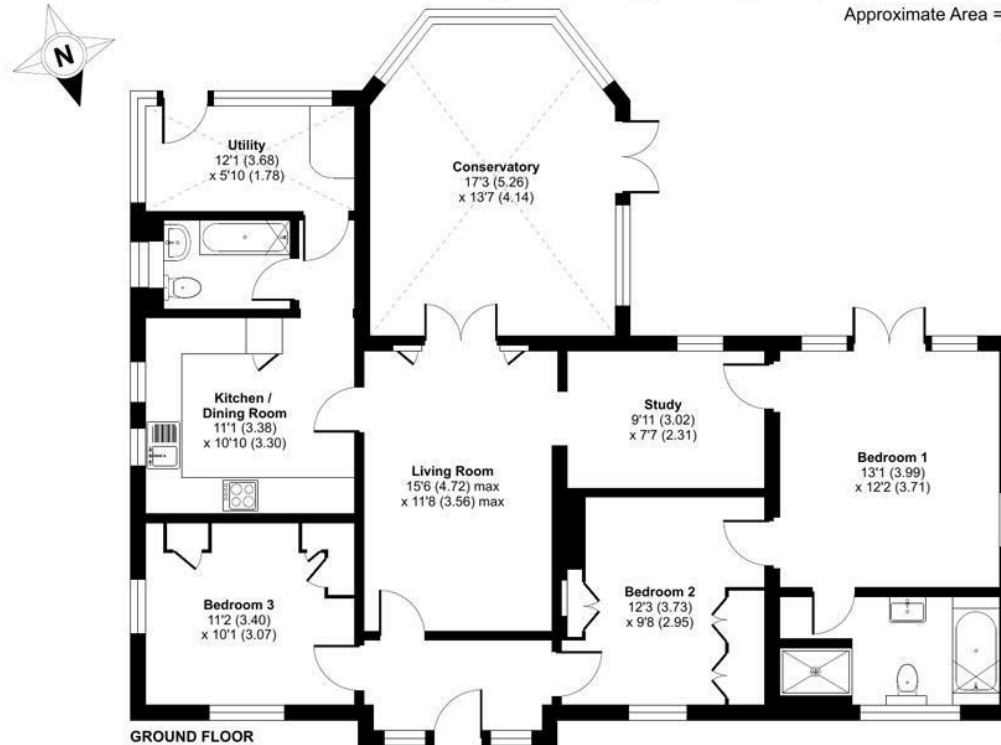 Approximate Area =
N
Utility
12'1 (3.68)
x 5'10 (1.78)
Conservatory
17'3 (5.26)
x 13'7 (4.14)
Kitchen /
Dining Room
11'1 (3.38)
x 10'10 (3.30)
Study
9'11 (3.02)
x 7'7 (2.31)
Bedroom 1
13'1 (3.99)
x 12'2 (3.71)
Living Room
15'6 (4.72) max
x 11'8 (3.56) max
Bedroom 3
11'2 (3.40)
x 10'1 (3.07)
Bedroom 2
12'3 (3.73)
x 9'8 (2.95)
GROUND FLOOR